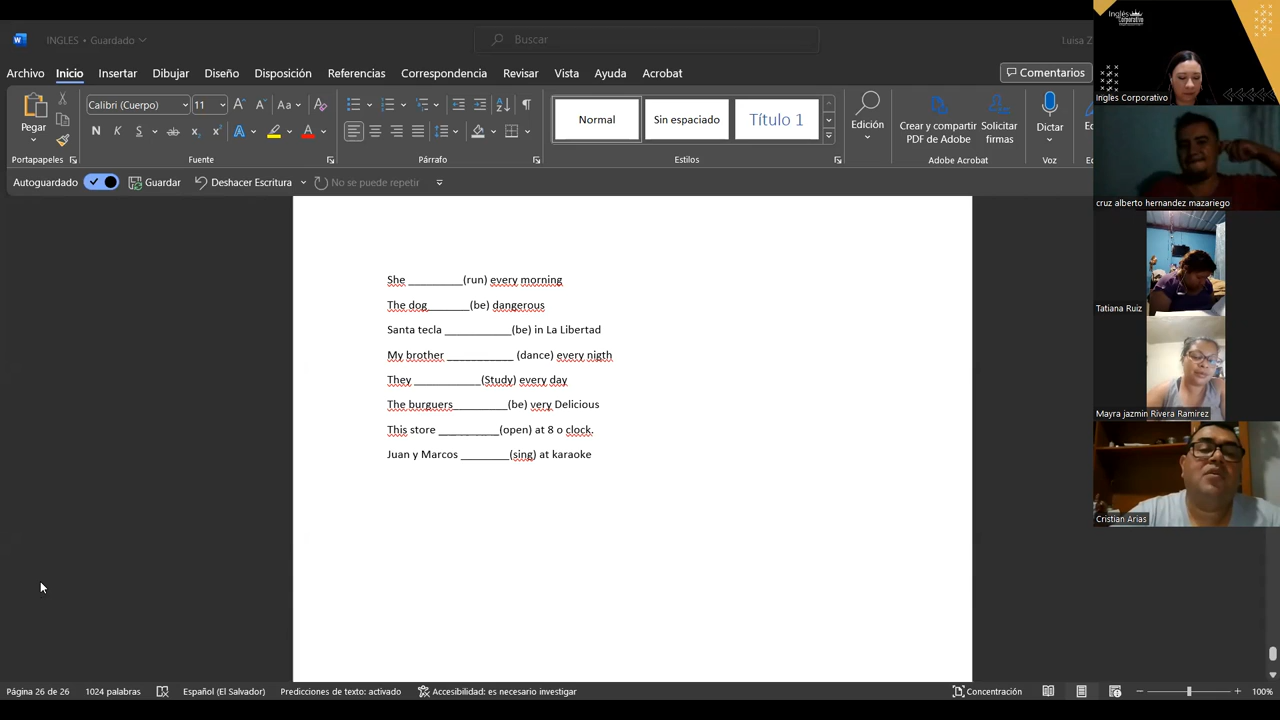 INGLES • Guardado
Buscar
Luisa Z
Archivo Inicio Insertar Dibujar Diseño Disposición Referencias Correspondencia Revisar Vista Ayuda Acrobat
Comentarios
Pegar
Portapapeles
Calibri (Cuerpo) 11
Fuente
Párrafo
Normal
Sin espaciado
Título 1
Estilos
Edición
Crear y compartir PDF de Adobe
Solicitar firmas
Adobe Acrobat
Dictar
Voz
Autoguardado Guardar Deshacer Escritura No se puede repetir
She _________(run) every morning
The dog_______(be) dangerous
Santa tecla ___________(be) in La Libertad
My brother ___________ (dance) every nigth
They ___________(Study) every day
The burguers_________(be) very Delicious
This store __________(open) at 8 o clock.
Juan y Marcos ________(sing) at karaoke
Inglés Corporativo
Ingles Corporativo
cruz alberto hernandez mazariego
Tatiana Ruiz
Mayra jazmin Rivera Ramirez
Cristian Arias
Página 26 de 26 1024 palabras Español (El Salvador) Predicciones de texto: activado Accesibilidad: es necesario investigar Concentración 100%